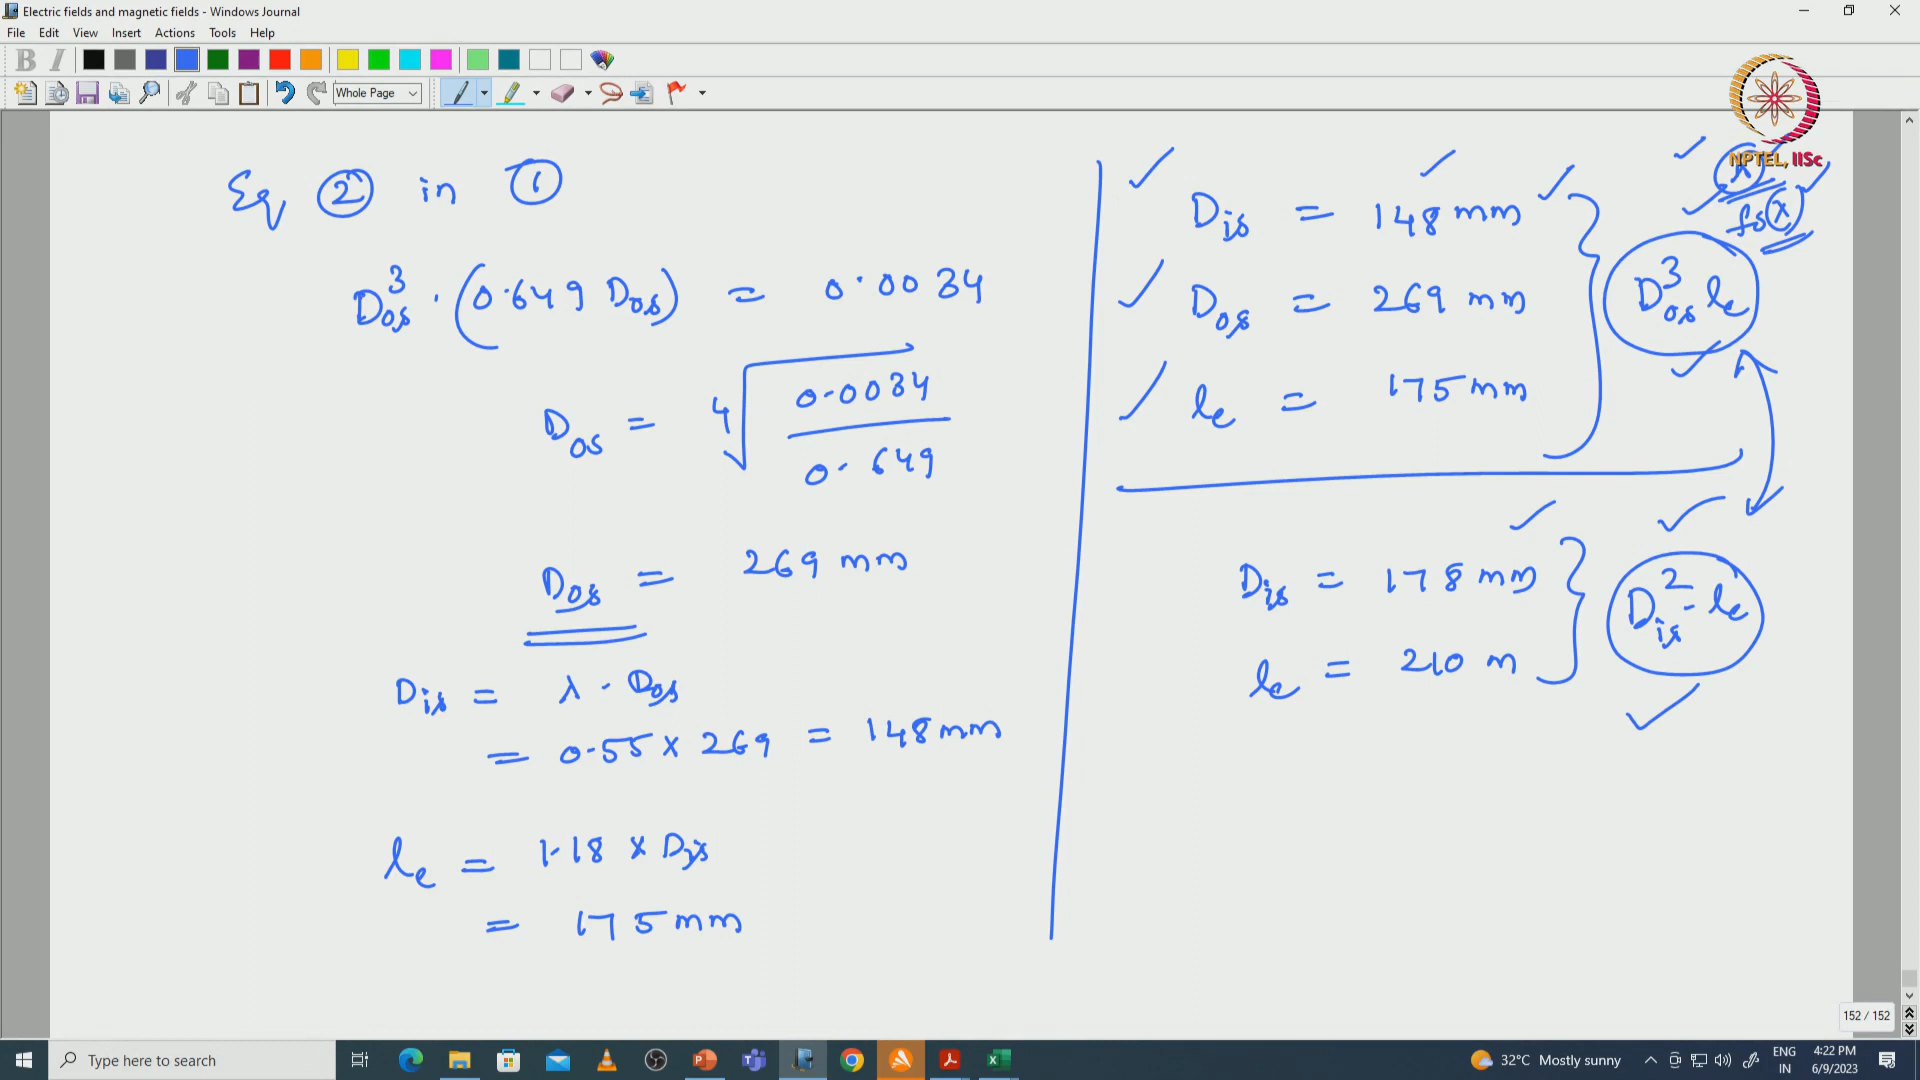 Electric fields and magnetic fields - Windows Journal
File Edit View Insert Actions Tools Help
B I
Whole Page
NPTEL, IISc
Eq ② in ①
D³os · (0.649 Dos) = 0.0034
Dos = ⁴√(0.0034 / 0.649)
Dos = 269 mm
Dis = λ · Dos
= 0.55 × 269 = 148 mm
le = 1.18 × Dis
= 175 mm
Dis = 148 mm
Dos = 269 mm
le = 175 mm
D³os le
fs(x)
Dis = 178 mm
le = 210 m
D²is · le
152 / 152
Type here to search
32°C Mostly sunny
ENG
IN
4:22 PM
6/9/2023